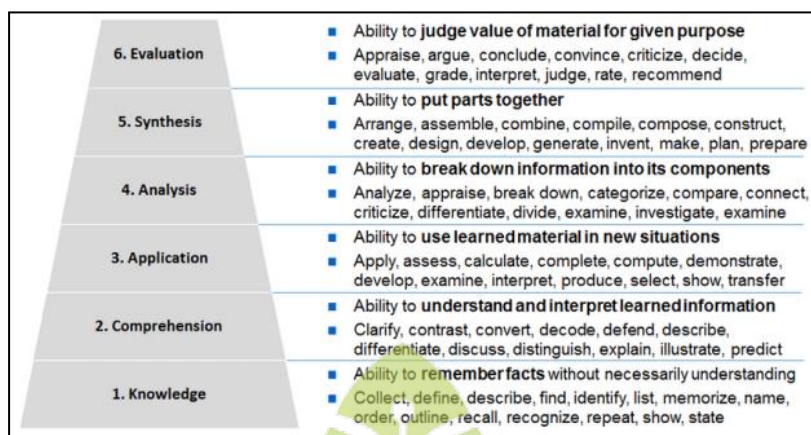 6. Evaluation
■ Ability to judge value of material for given purpose
■ Appraise, argue, conclude, convince, criticize, decide,
evaluate, grade, interpret, judge, rate, recommend
5. Synthesis
■ Ability to put parts together
■ Arrange, assemble, combine, compile, compose, construct,
create, design, develop, generate, invent, make, plan, prepare
4. Analysis
■ Ability to break down information into its components
■ Analyze, appraise, break down, categorize, compare, connect,
criticize, differentiate, divide, examine, investigate, examine
3. Application
■ Ability to use learned material in new situations
■ Apply, assess, calculate, complete, compute, demonstrate,
develop, examine, interpret, produce, select, show, transfer
2. Comprehension
■ Ability to understand and interpret learned information
■ Clarify, contrast, convert, decode, defend, describe,
differentiate, discuss, distinguish, explain, illustrate, predict
1. Knowledge
■ Ability to remember facts without necessarily understanding
■ Collect, define, describe, find, identify, list, memorize, name,
order, outline, recall, recognize, repeat, show, state